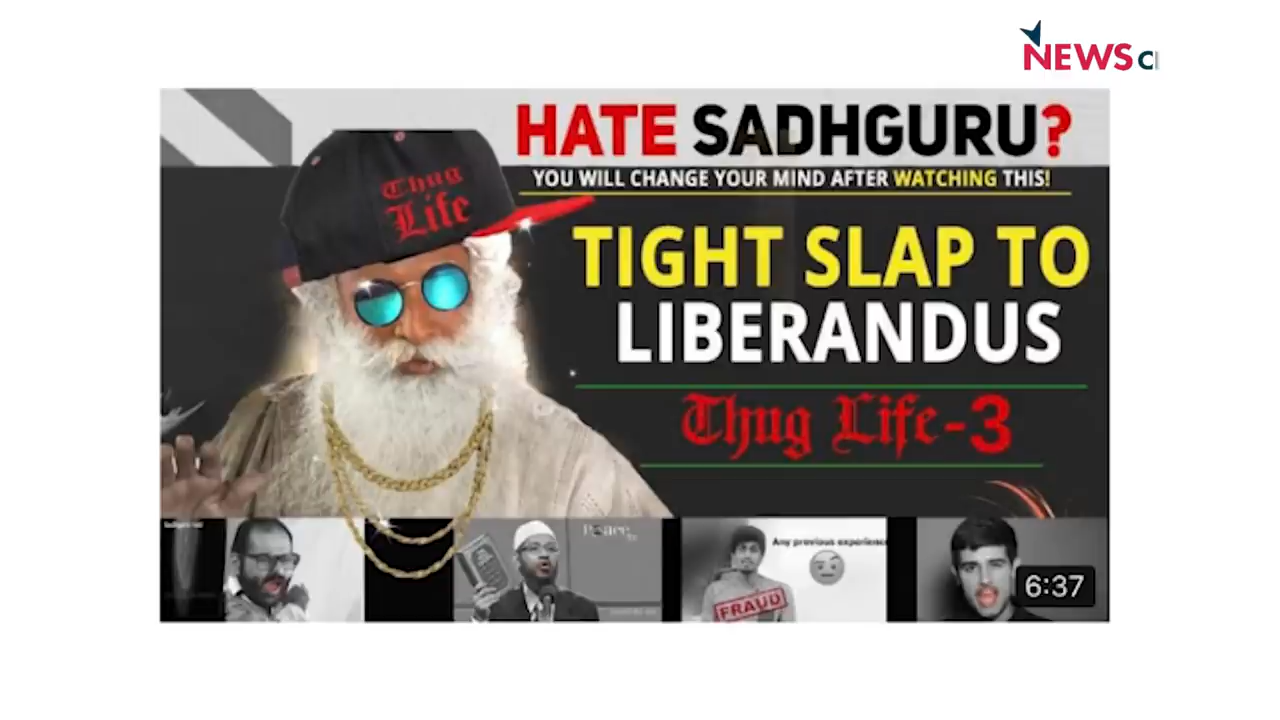 NEWS C
HATE SADHGURU?
YOU WILL CHANGE YOUR MIND AFTER WATCHING THIS!
Thug
Life
TIGHT SLAP TO
LIBERANDUS
Thug Life-3
Peace
Any previous experience
FRAUD
6:37